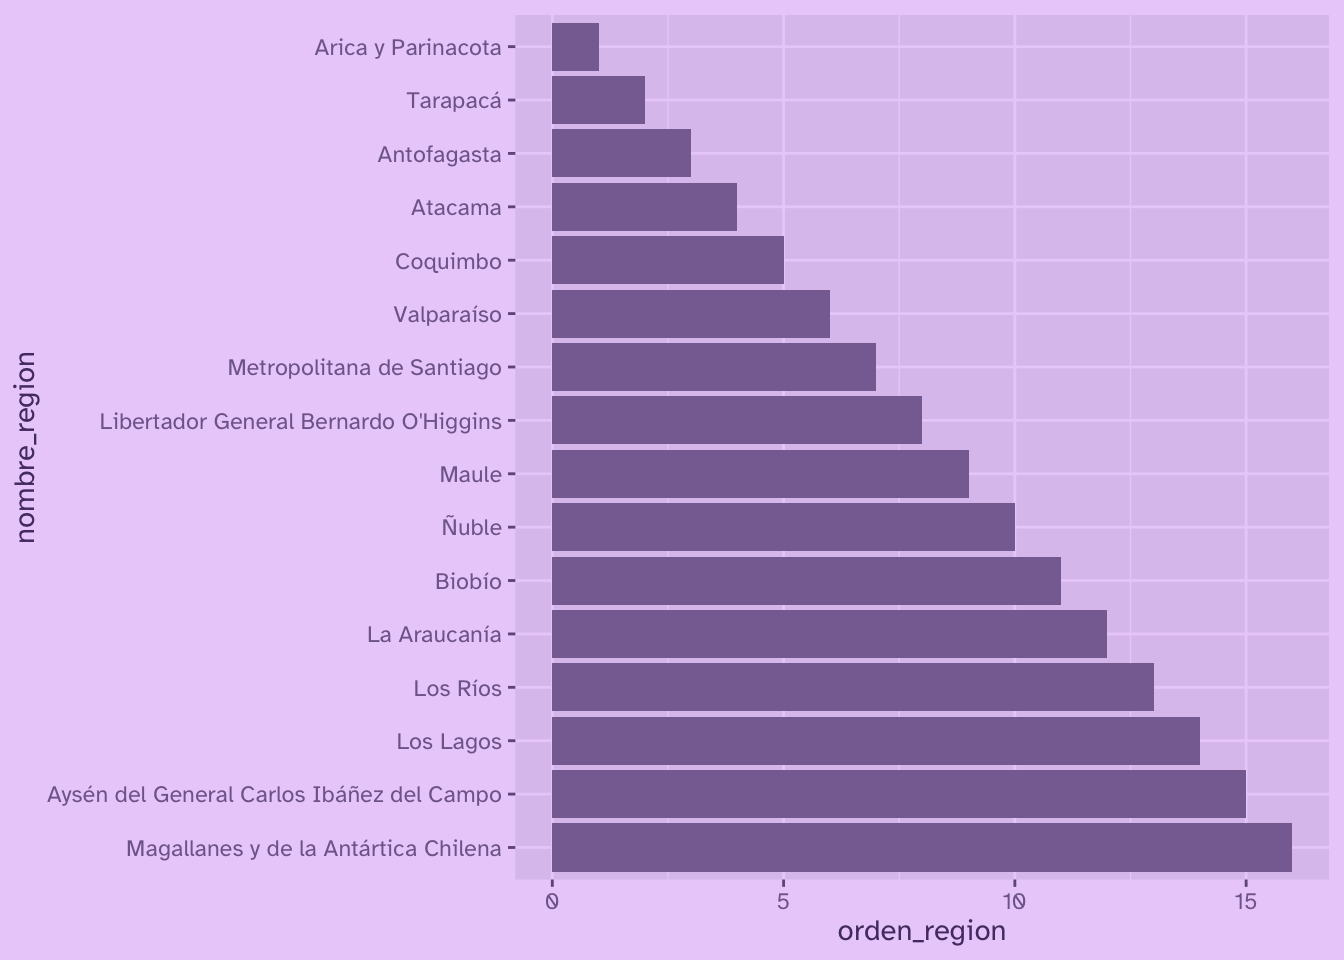 nombre_region
Arica y Parinacota
Tarapacá
Antofagasta
Atacama
Coquimbo
Valparaíso
Metropolitana de Santiago
Libertador General Bernardo O'Higgins
Maule
Ñuble
Biobío
La Araucanía
Los Ríos
Los Lagos
Aysén del General Carlos Ibáñez del Campo
Magallanes y de la Antártica Chilena
0 5 10 15
orden_region